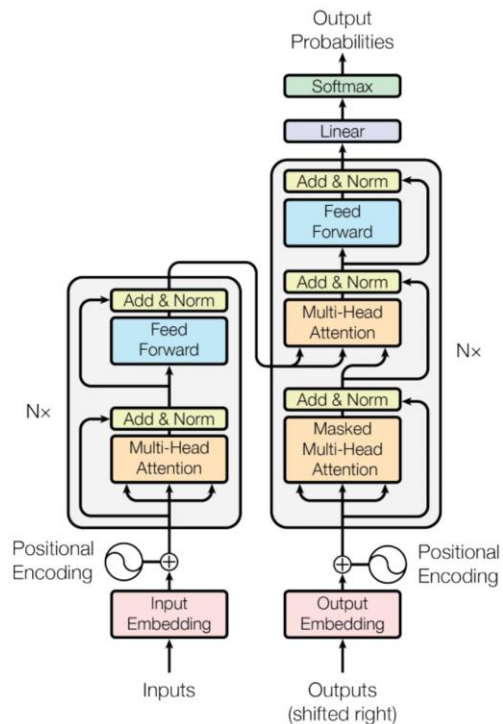 Output
Probabilities
Softmax
Linear
Add & Norm
Feed
Forward
Add & Norm
Multi-Head
Attention
Add & Norm
Masked
Multi-Head
Attention
Nx
Add & Norm
Feed
Forward
Add & Norm
Multi-Head
Attention
Nx
Positional
Encoding
Positional
Encoding
Input
Embedding
Output
Embedding
Inputs
Outputs
(shifted right)